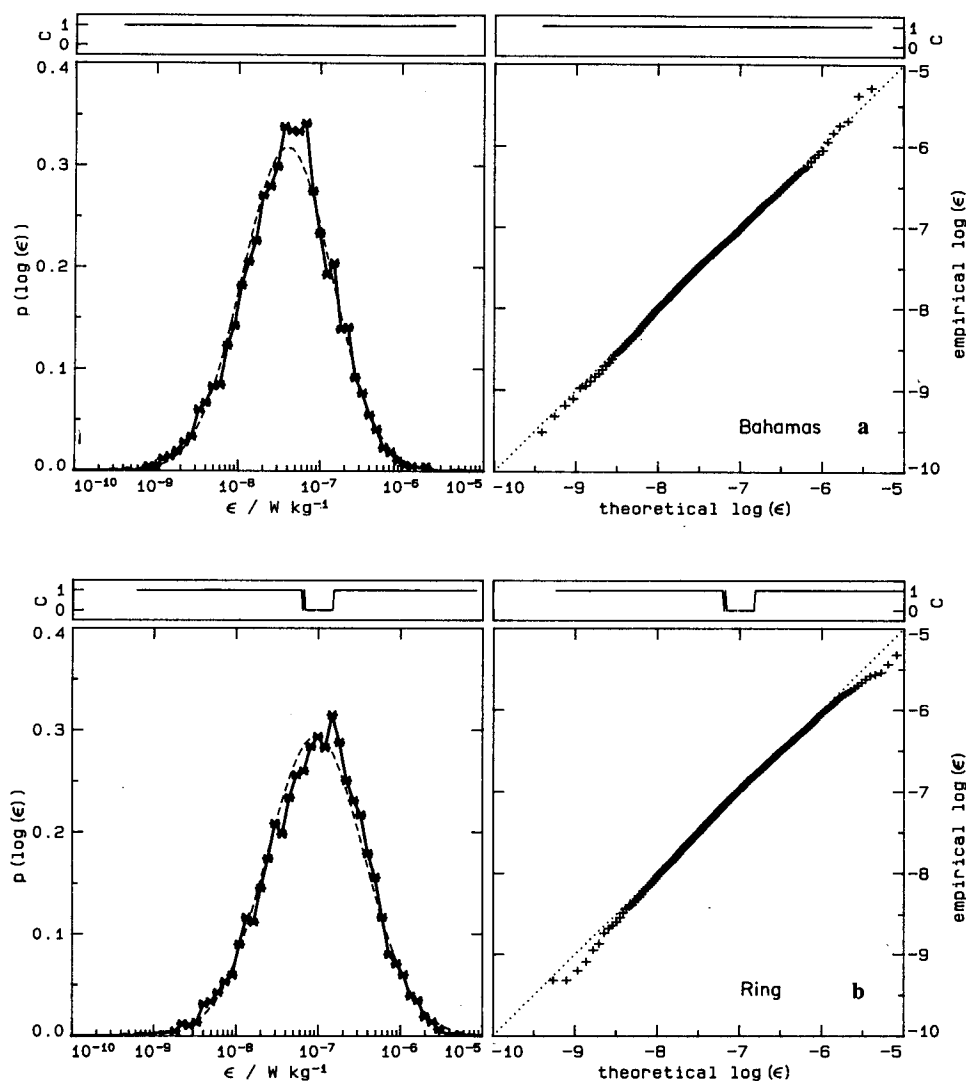 1
0
C
1
0
C
0.4
0.3
0.2
0.1
0.0
p(log(ϵ))
10⁻¹⁰ 10⁻⁹ 10⁻⁸ 10⁻⁷ 10⁻⁶ 10⁻⁵
ϵ / W kg⁻¹
-5
-6
-7
-8
-9
-10
empirical log(ϵ)
Bahamas a
-10 -9 -8 -7 -6 -5
theoretical log(ϵ)
C
1
0
1
0
C
0.4
0.3
0.2
0.1
0.0
p(log(ϵ))
10⁻¹⁰ 10⁻⁹ 10⁻⁸ 10⁻⁷ 10⁻⁶ 10⁻⁵
ϵ / W kg⁻¹
-5
-6
-7
-8
-9
-10
empirical log(ϵ)
Ring b
-10 -9 -8 -7 -6 -5
theoretical log(ϵ)